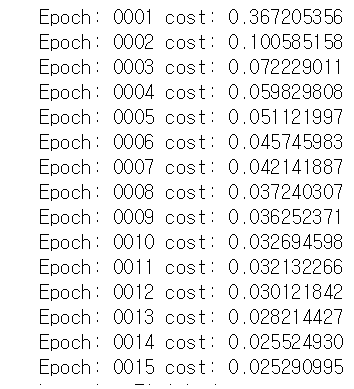 Epoch: 0001 cost: 0.367205356
Epoch: 0002 cost: 0.100585158
Epoch: 0003 cost: 0.072229011
Epoch: 0004 cost: 0.059829808
Epoch: 0005 cost: 0.051121997
Epoch: 0006 cost: 0.045745983
Epoch: 0007 cost: 0.042141887
Epoch: 0008 cost: 0.037240307
Epoch: 0009 cost: 0.036252371
Epoch: 0010 cost: 0.032694598
Epoch: 0011 cost: 0.032132266
Epoch: 0012 cost: 0.030121842
Epoch: 0013 cost: 0.028214427
Epoch: 0014 cost: 0.025524930
Epoch: 0015 cost: 0.025290995